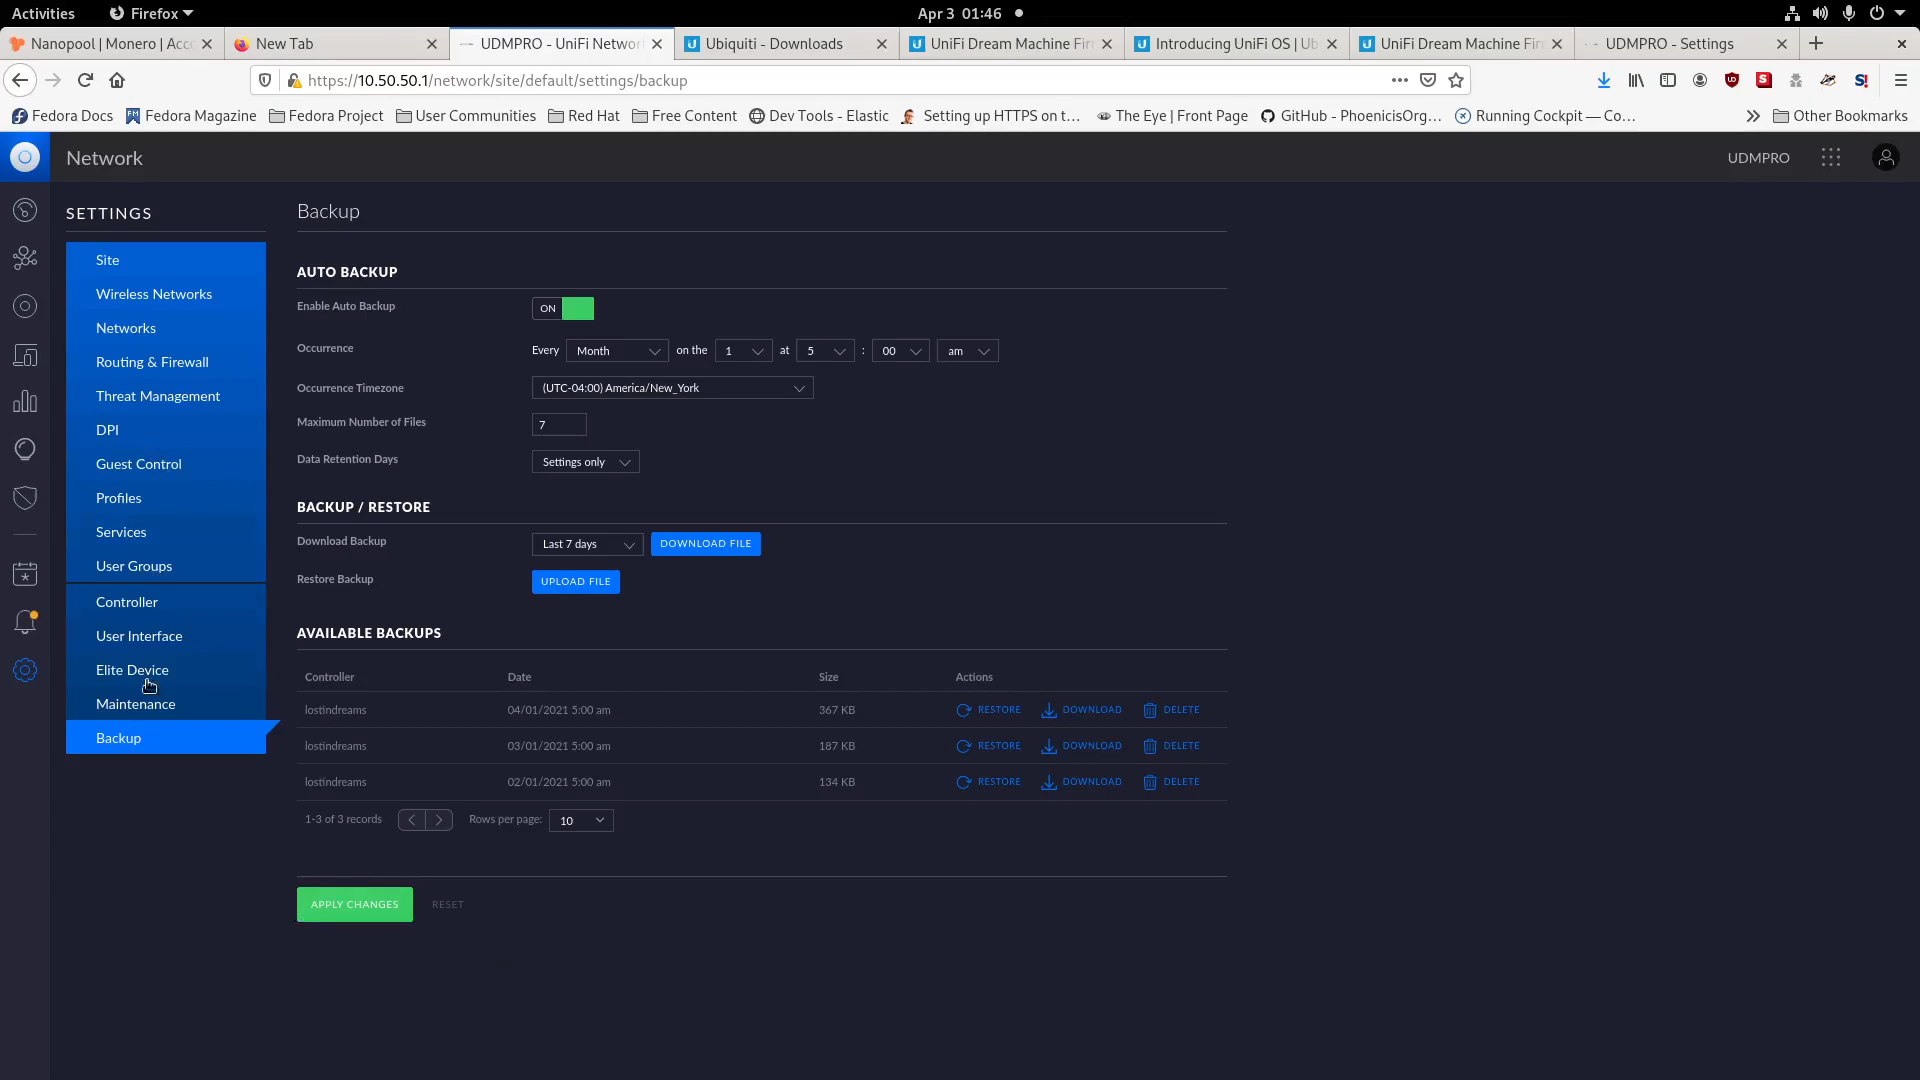 Activities Firefox Apr 3 01:46
Nanopool | Monero | Acc New Tab UDMPRO - UniFi Networ Ubiquiti - Downloads UniFi Dream Machine Fir Introducing UniFi OS | Ub UniFi Dream Machine Fir UDMPRO - Settings
https://10.50.50.1/network/site/default/settings/backup
Fedora Docs Fedora Magazine Fedora Project User Communities Red Hat Free Content Dev Tools - Elastic Setting up HTTPS on t… The Eye | Front Page GitHub - PhoenicisOrg… Running Cockpit — Co… Other Bookmarks
Network UDMPRO
SETTINGS
Site
Wireless Networks
Networks
Routing & Firewall
Threat Management
DPI
Guest Control
Profiles
Services
User Groups
Controller
User Interface
Elite Device
Maintenance
Backup
Backup
AUTO BACKUP
Enable Auto Backup ON
Occurrence Every Month on the 1 at 5 : 00 am
Occurrence Timezone (UTC-04:00) America/New_York
Maximum Number of Files 7
Data Retention Days Settings only
BACKUP / RESTORE
Download Backup Last 7 days DOWNLOAD FILE
Restore Backup UPLOAD FILE
AVAILABLE BACKUPS
Controller Date Size Actions
lostindreams 04/01/2021 5:00 am 367 KB RESTORE DOWNLOAD DELETE
lostindreams 03/01/2021 5:00 am 187 KB RESTORE DOWNLOAD DELETE
lostindreams 02/01/2021 5:00 am 134 KB RESTORE DOWNLOAD DELETE
1-3 of 3 records Rows per page: 10
APPLY CHANGES RESET